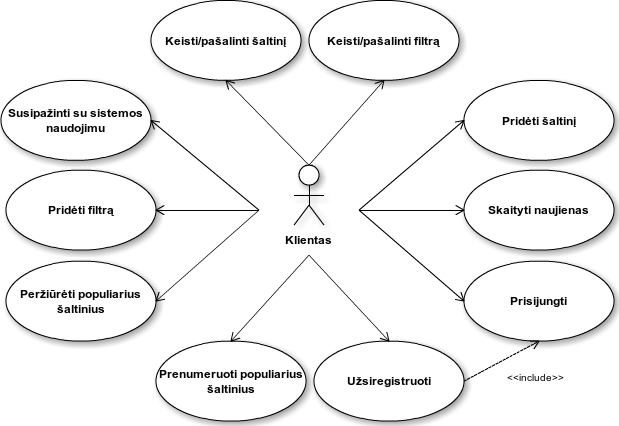 Keisti/pašalinti šaltinį
Keisti/pašalinti filtrą
Susipažinti su sistemos
naudojimu
Pridėti šaltinį
Pridėti filtrą
Skaityti naujienas
Klientas
Peržiūrėti populiarius
šaltinius
Prisijungti
Prenumeruoti populiarius
šaltinius
Užsiregistruoti
<<include>>